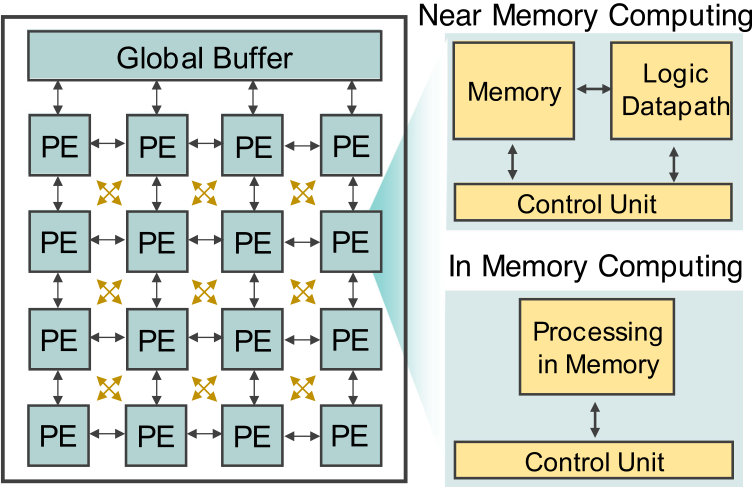 Global Buffer
PE PE PE PE
PE PE PE PE
PE PE PE PE
PE PE PE PE
Near Memory Computing
Memory
Logic
Datapath
Control Unit
In Memory Computing
Processing
in Memory
Control Unit